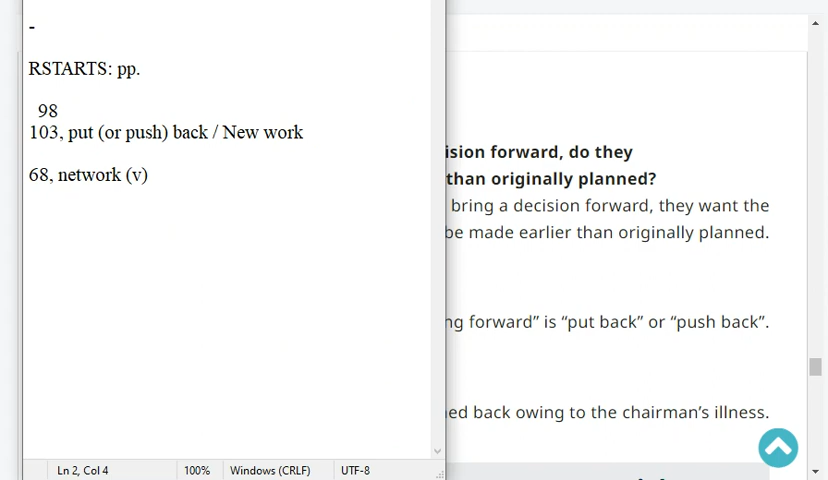 -
RSTARTS: pp.
98
103, put (or push) back / New work
68, network (v)
Ln 2, Col 4
100%
Windows (CRLF)
UTF-8
ision forward, do they
than originally planned?
bring a decision forward, they want the
be made earlier than originally planned.
ng forward” is “put back” or “push back”.
ed back owing to the chairman’s illness.